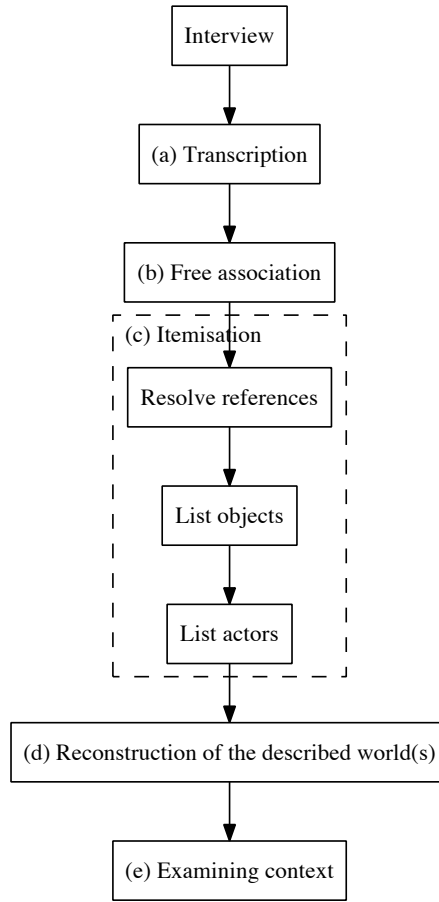 Interview
(a) Transcription
(b) Free association
(c) Itemisation
Resolve references
List objects
List actors
(d) Reconstruction of the described world(s)
(e) Examining context